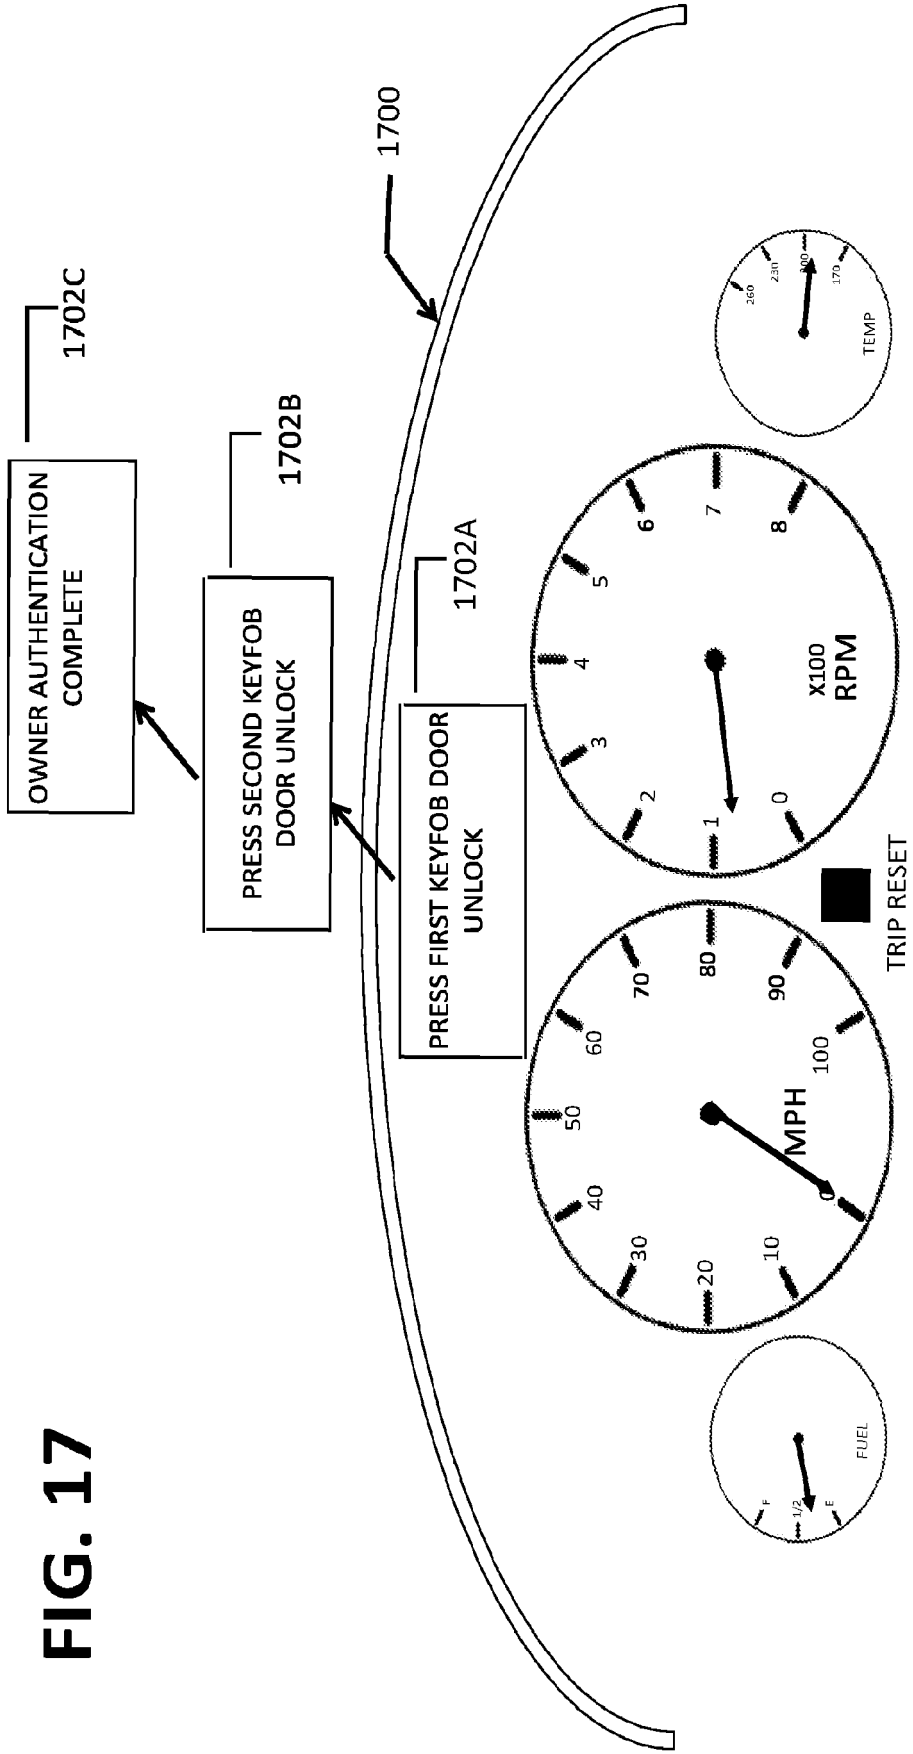 FIG. 17
OWNER AUTHENTICATION
COMPLETE
1702C
PRESS SECOND KEYFOB
DOOR UNLOCK
1702B
1700
PRESS FIRST KEYFOB DOOR
UNLOCK
1702A
F
1/2
E
FUEL
0
10
20
30
40
50
60
70
80
90
100
MPH
TRIP RESET
0
1
2
3
4
5
6
7
8
X100
RPM
260
230
200
170
TEMP